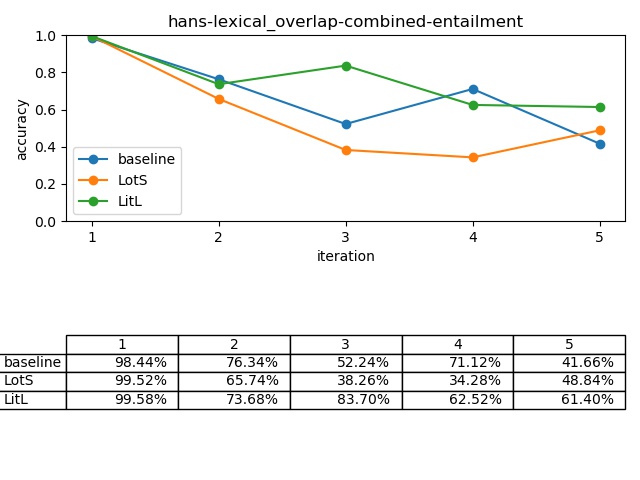 hans-lexical_overlap-combined-entailment
1.0
0.8
0.6
0.4
0.2
0.0
accuracy
baseline
LotS
LitL
1 2 3 4 5
iteration
1 2 3 4 5
baseline 98.44% 76.34% 52.24% 71.12% 41.66%
LotS 99.52% 65.74% 38.26% 34.28% 48.84%
LitL 99.58% 73.68% 83.70% 62.52% 61.40%